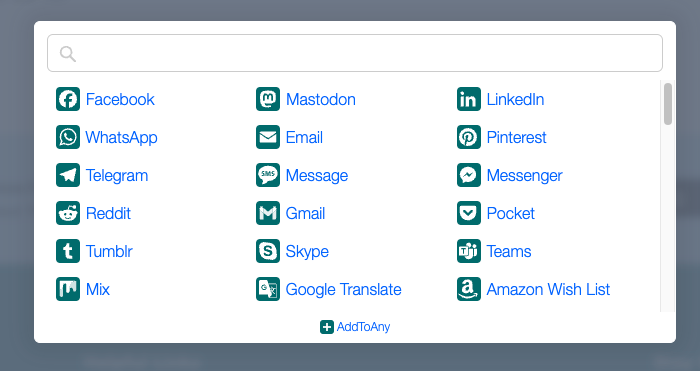 Facebook Mastodon LinkedIn
WhatsApp Email Pinterest
Telegram SMS Message Messenger
Reddit Gmail Pocket
Tumblr Skype Teams
Mix Google Translate Amazon Wish List
AddToAny